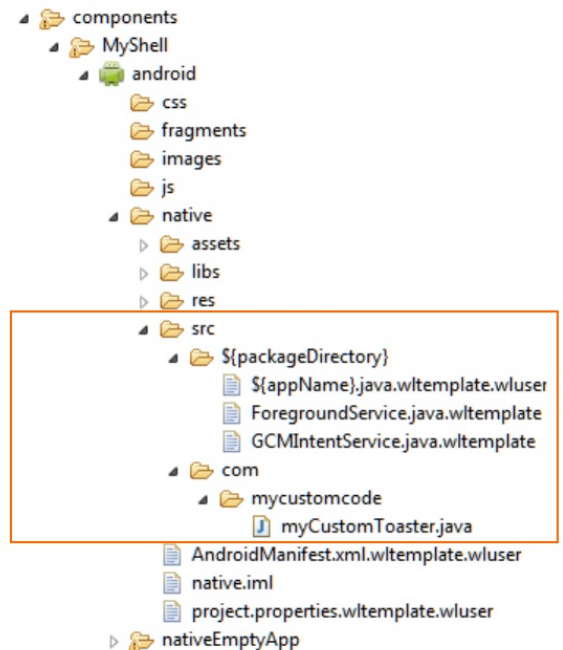 components
MyShell
android
css
fragments
images
js
native
assets
libs
res
src
${packageDirectory}
${appName}.java.wltemplate.wluser
ForegroundService.java.wltemplate
GCMIntentService.java.wltemplate
com
mycustomcode
myCustomToaster.java
AndroidManifest.xml.wltemplate.wluser
native.iml
project.properties.wltemplate.wluser
nativeEmptyApp